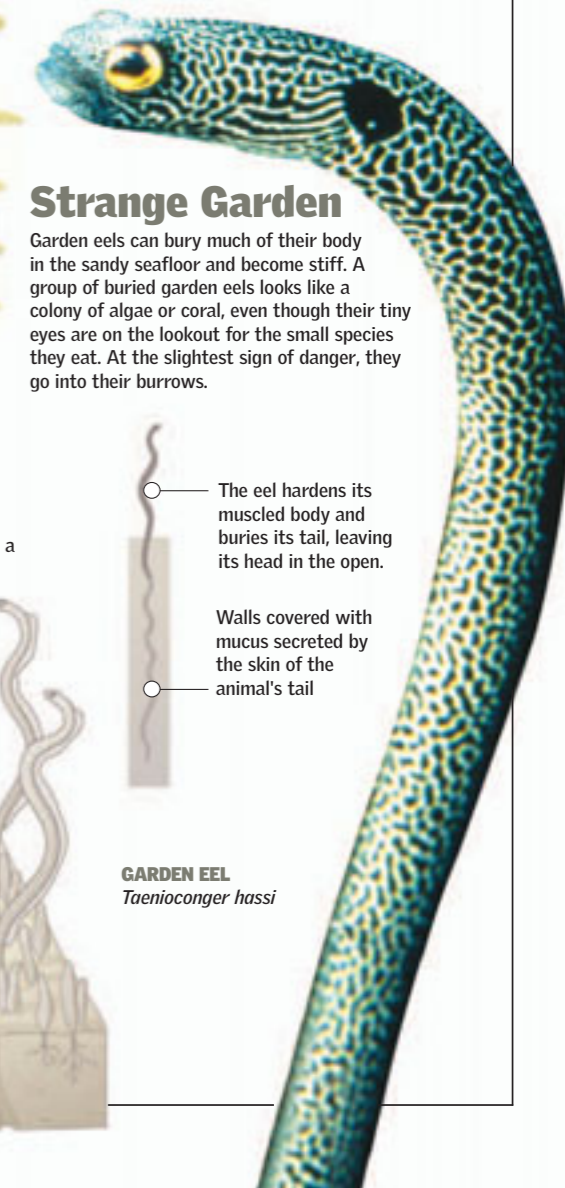 Strange Garden
Garden eels can bury much of their body
in the sandy seafloor and become stiff. A
group of buried garden eels looks like a
colony of algae or coral, even though their tiny
eyes are on the lookout for the small species
they eat. At the slightest sign of danger, they
go into their burrows.
The eel hardens its
muscled body and
buries its tail, leaving
its head in the open.
a
Walls covered with
mucus secreted by
the skin of the
animal's tail
GARDEN EEL
Taenioconger hassi